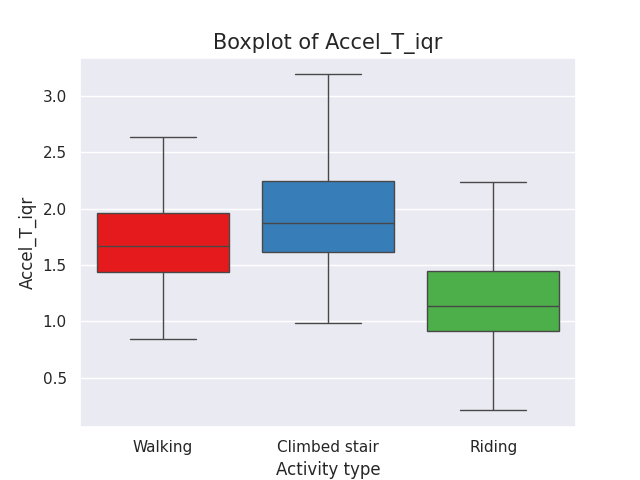 Boxplot of Accel_T_iqr
3.0
2.5
2.0
1.5
1.0
0.5
Accel_T_iqr
Walking
Climbed stair
Riding
Activity type